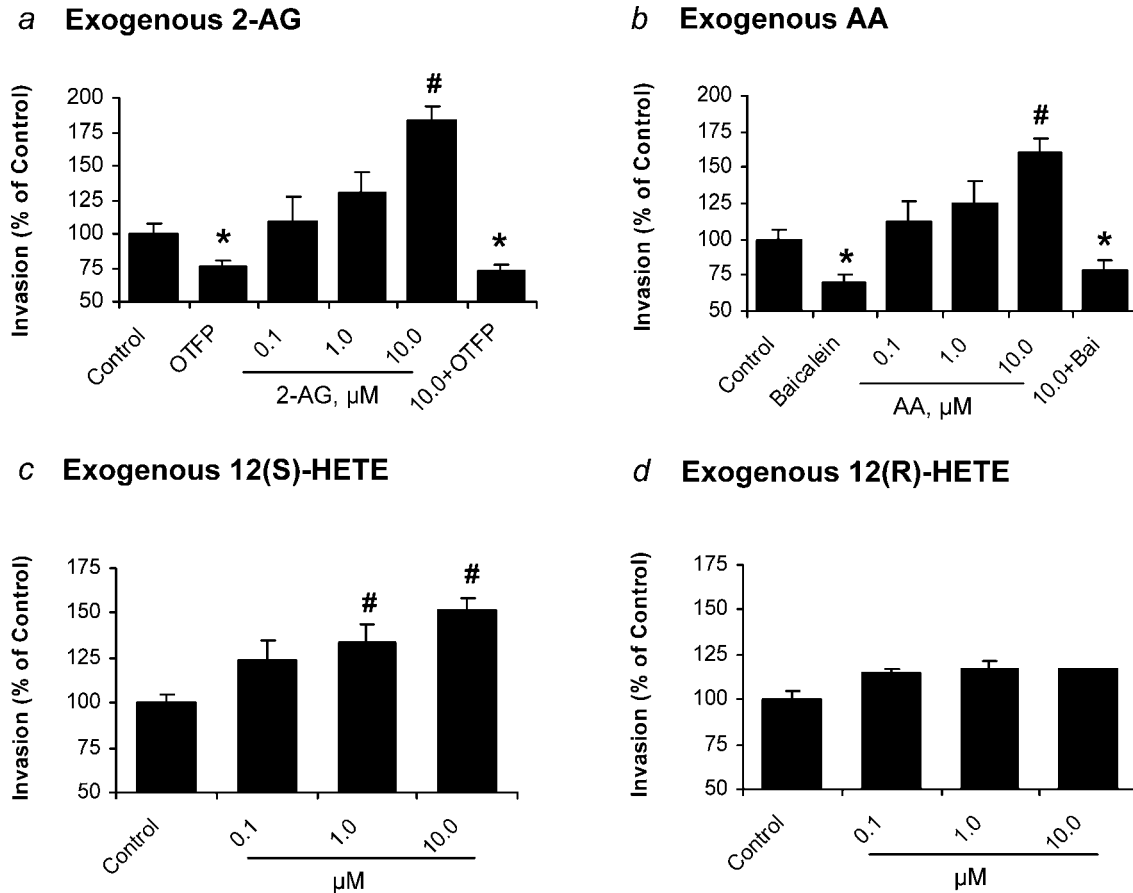 a Exogenous 2-AG
Invasion (% of Control)
200
175
150
125
100
75
50
# 
* *
Control OTFP 0.1 1.0 10.0 10.0+OTFP
2-AG, µM
b Exogenous AA
Invasion (% of Control)
200
175
150
125
100
75
50
#
* *
Control Baicalein 0.1 1.0 10.0 10.0+Bai
AA, µM
c Exogenous 12(S)-HETE
Invasion (% of Control)
175
150
125
100
75
50
# #
Control 0.1 1.0 10.0
µM
d Exogenous 12(R)-HETE
Invasion (% of Control)
175
150
125
100
75
50
Control 0.1 1.0 10.0
µM